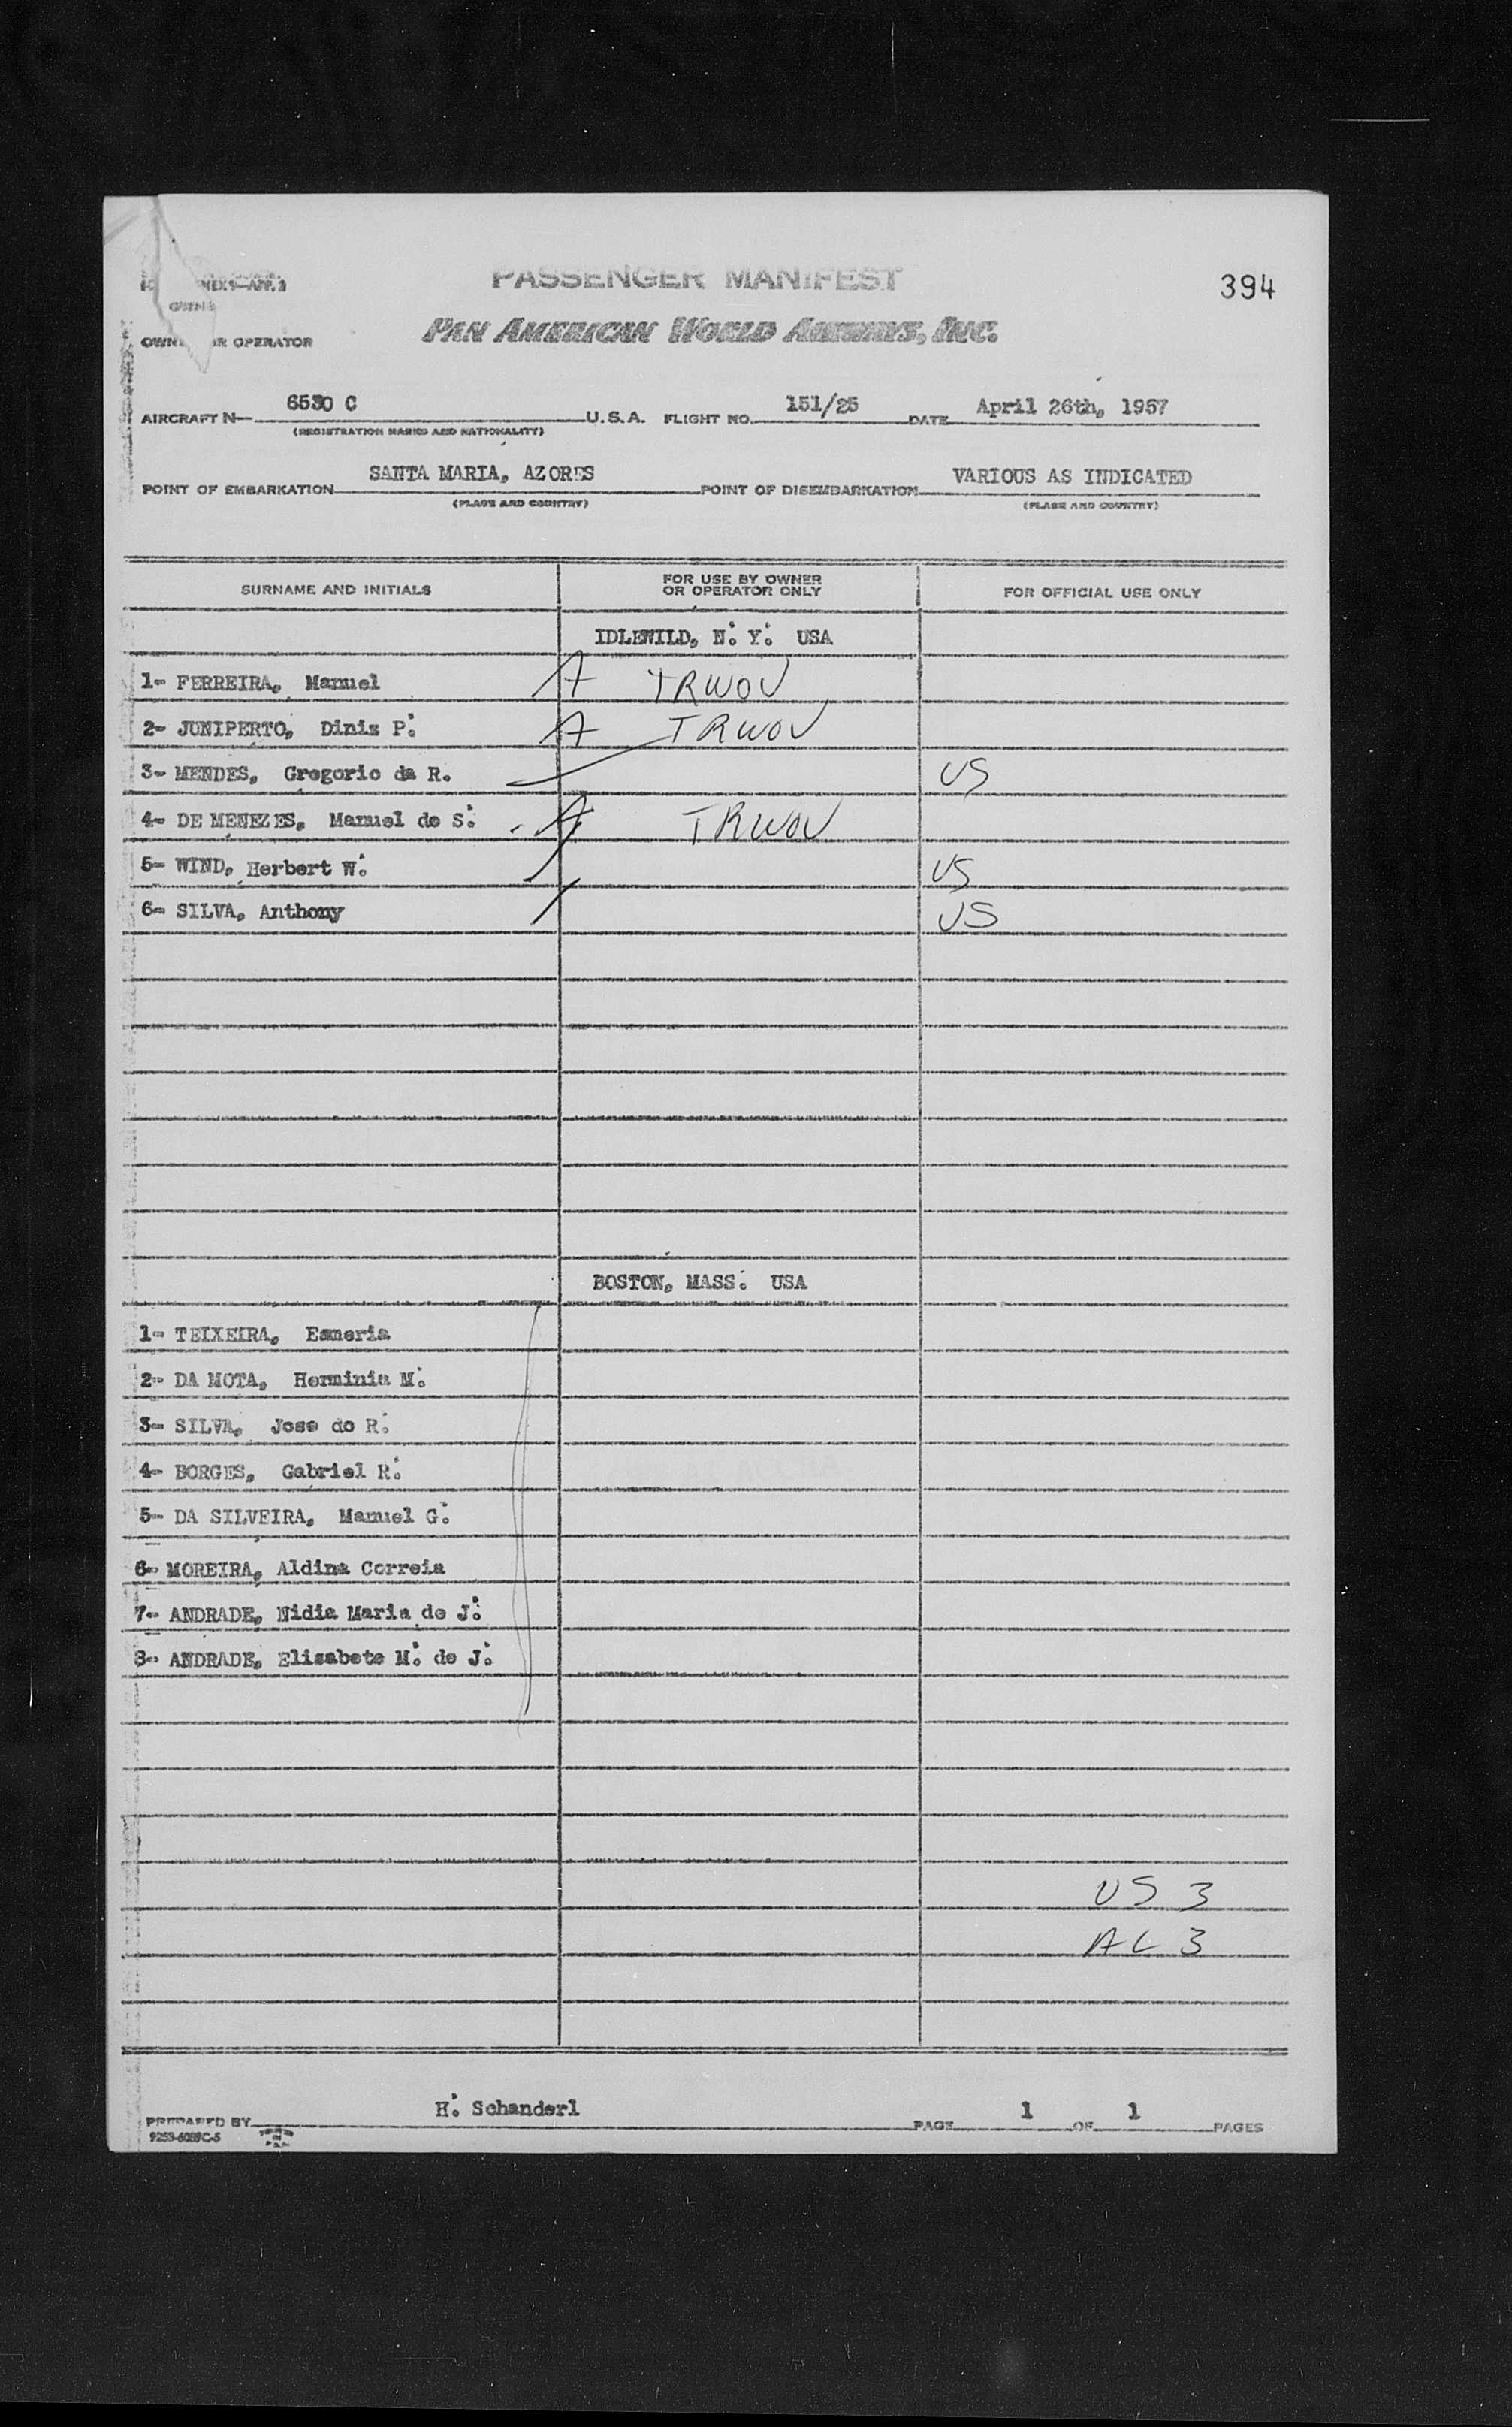 PASSENGER MANIFEST
394
PAN AMERICAN WORLD AIRWAYS, INC.
OPERATOR
AIRCRAFT N— 6530 C U.S.A. FLIGHT NO. 151/25 DATE April 26th, 1957
(REGISTRATION MARKS AND NATIONALITY)
POINT OF EMBARKATION SANTA MARIA, AZORES POINT OF DISEMBARKATION VARIOUS AS INDICATED
(PLACE AND COUNTRY) (PLACE AND COUNTRY)
SURNAME AND INITIALS FOR USE BY OWNER OR OPERATOR ONLY FOR OFFICIAL USE ONLY
IDLEWILD, N. Y. USA
1- FERREIRA, Manuel A TRWOV
2- JUNIPERTO, Diniz P. A TRWOV
3- MENDES, Gregorio da R. US
4- DE MENEZES, Manuel de S. A TRWOV
5- WIND, Herbert W. US
6- SILVA, Anthony US
BOSTON, MASS. USA
1- TEIXEIRA, Esmeria
2- DA MOTA, Herminia M.
3- SILVA, Jose do R.
4- BORGES, Gabriel R.
5- DA SILVEIRA, Manuel G.
6- MOREIRA, Aldina Correia
7- ANDRADE, Nidia Maria de J.
8- ANDRADE, Elisabete M. de J.
US 3
AL 3
PREPARED BY H. Schanderl PAGE 1 OF 1 PAGES